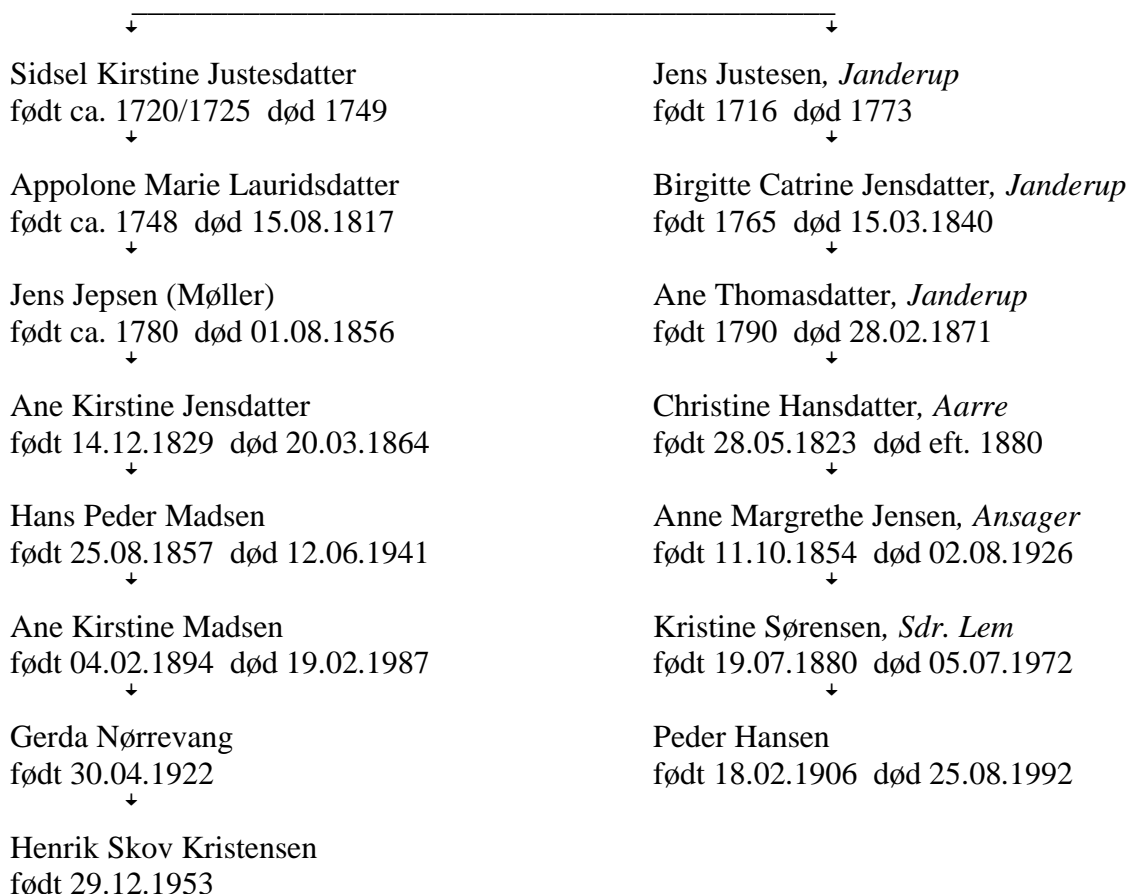 Sidsel Kirstine Justesdatter
født ca. 1720/1725 død 1749
Appolone Marie Lauridsdatter
født ca. 1748 død 15.08.1817
Jens Jepsen (Møller)
født ca. 1780 død 01.08.1856
Ane Kirstine Jensdatter
født 14.12.1829 død 20.03.1864
Hans Peder Madsen
født 25.08.1857 død 12.06.1941
Ane Kirstine Madsen
født 04.02.1894 død 19.02.1987
Gerda Nørrevang
født 30.04.1922
Henrik Skov Kristensen
født 29.12.1953
Jens Justesen, Janderup
født 1716 død 1773
Birgitte Catrine Jensdatter, Janderup
født 1765 død 15.03.1840
Ane Thomasdatter, Janderup
født 1790 død 28.02.1871
Christine Hansdatter, Aarre
født 28.05.1823 død eft. 1880
Anne Margrethe Jensen, Ansager
født 11.10.1854 død 02.08.1926
Kristine Sørensen, Sdr. Lem
født 19.07.1880 død 05.07.1972
Peder Hansen
født 18.02.1906 død 25.08.1992